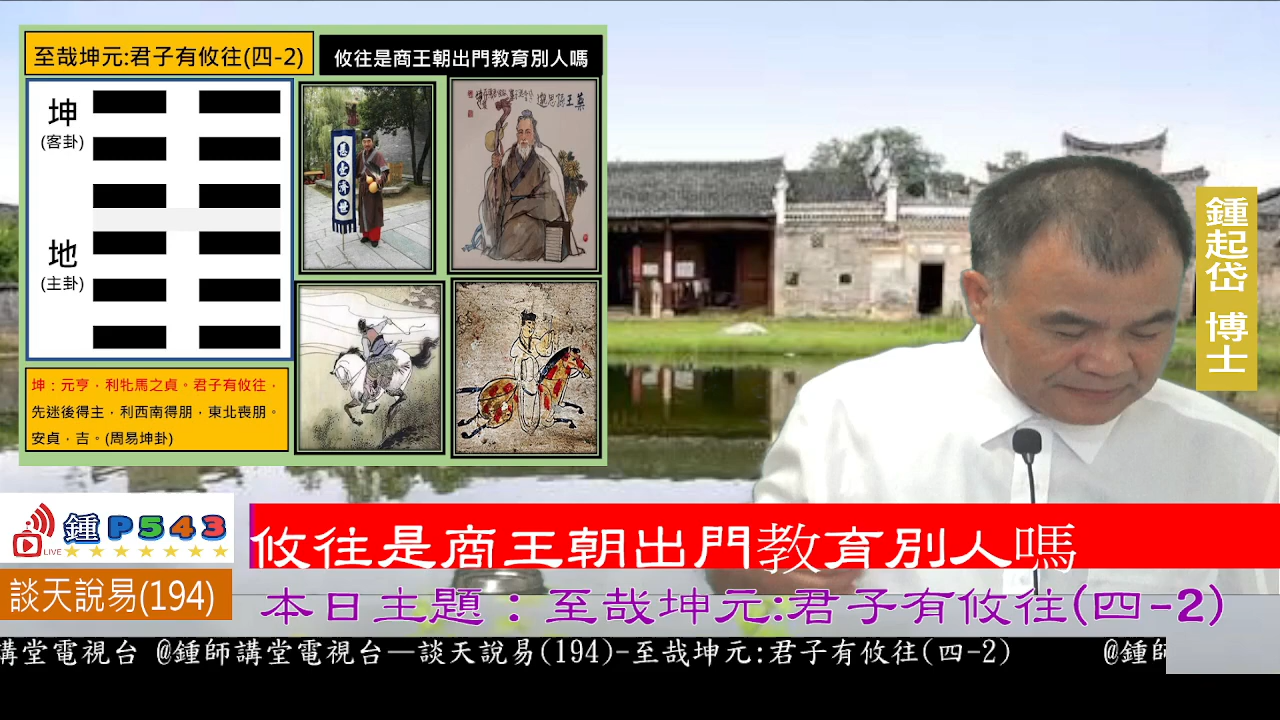 至哉坤元:君子有攸往(四-2)
攸往是商王朝出門教育別人嗎
坤
(客卦)
地
(主卦)
坤：元亨，利牝馬之貞。君子有攸往，
先迷後得主，利西南得朋，東北喪朋。
安貞，吉。(周易坤卦)
藥王孫思邈
鍾起岱 博士
鍾P543
LIVE
攸往是商王朝出門教育別人嗎
談天說易(194)
本日主題：至哉坤元:君子有攸往(四-2)
講堂電視台 @鍾師講堂電視台—談天說易(194)-至哉坤元:君子有攸往(四-2) @鍾師